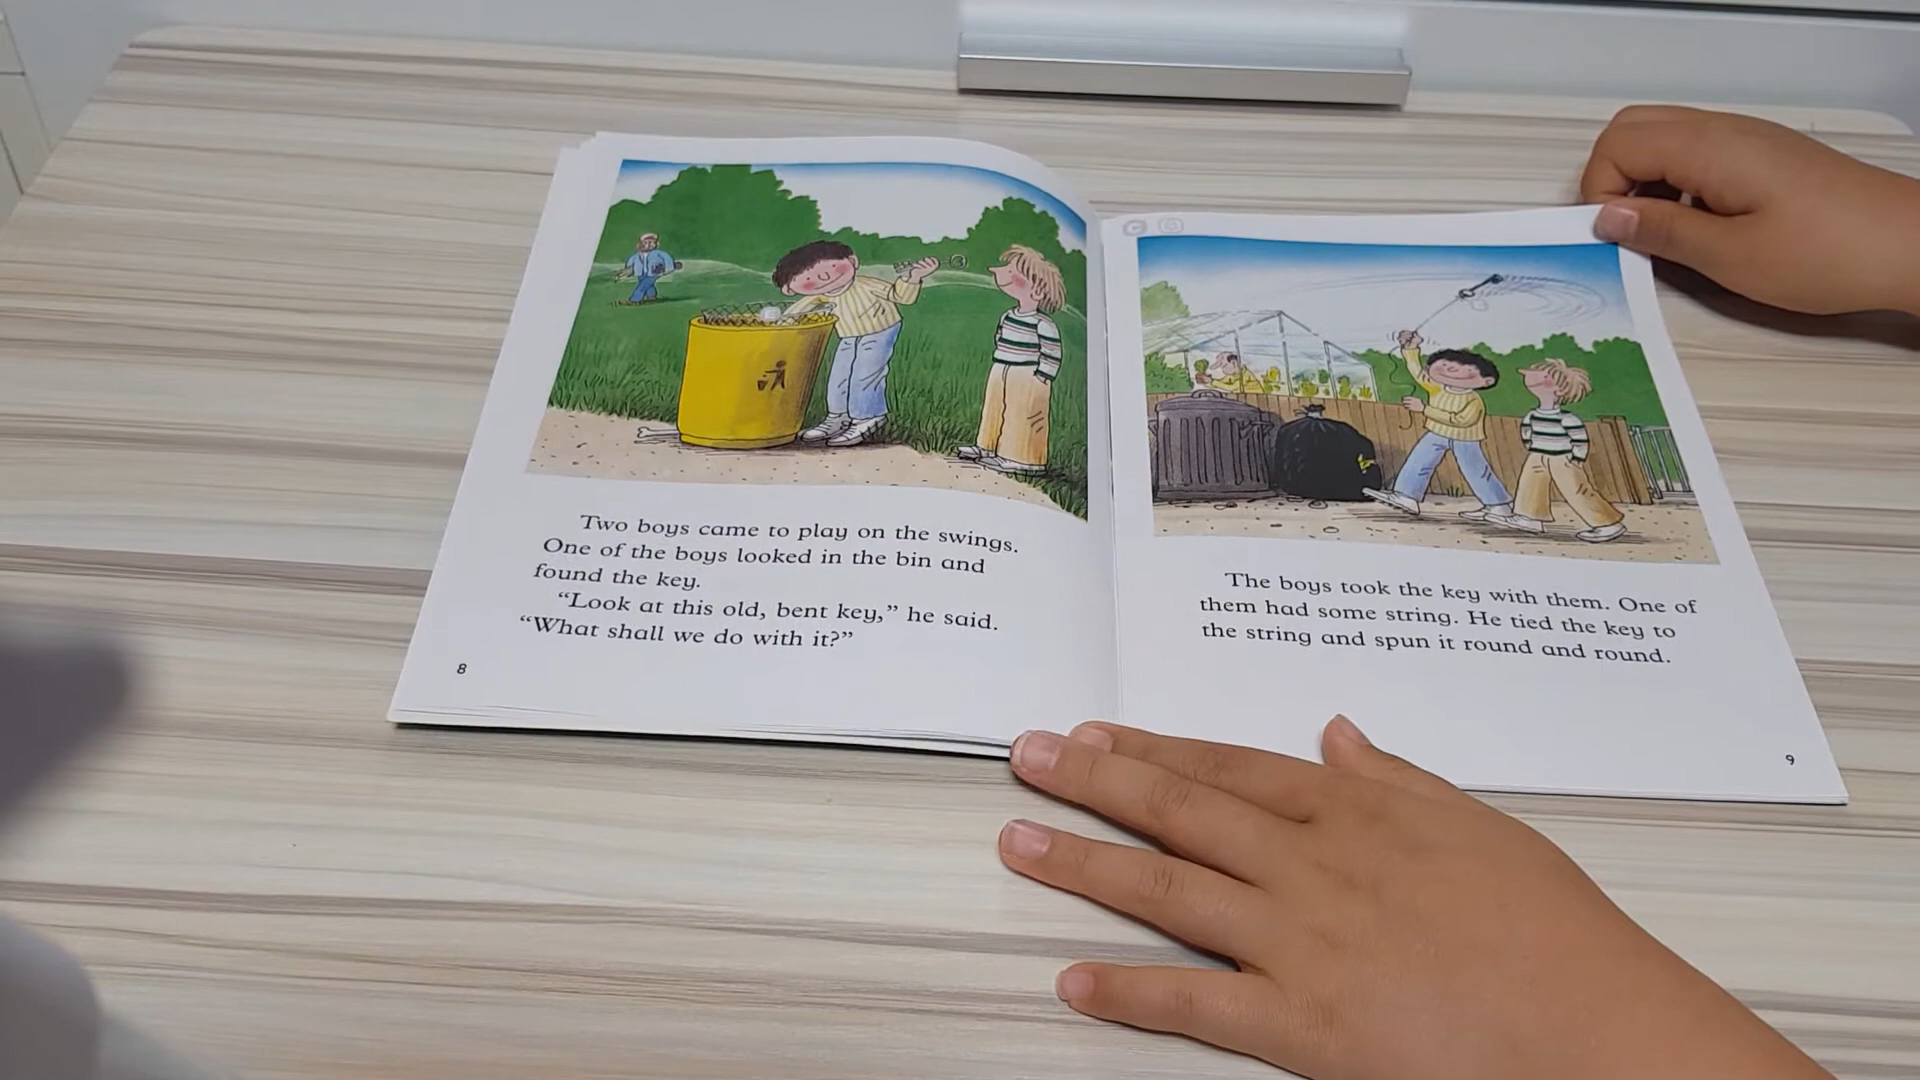 Two boys came to play on the swings.
One of the boys looked in the bin and
found the key.
“Look at this old, bent key,” he said.
“What shall we do with it?”
8
The boys took the key with them. One of
them had some string. He tied the key to
the string and spun it round and round.
9